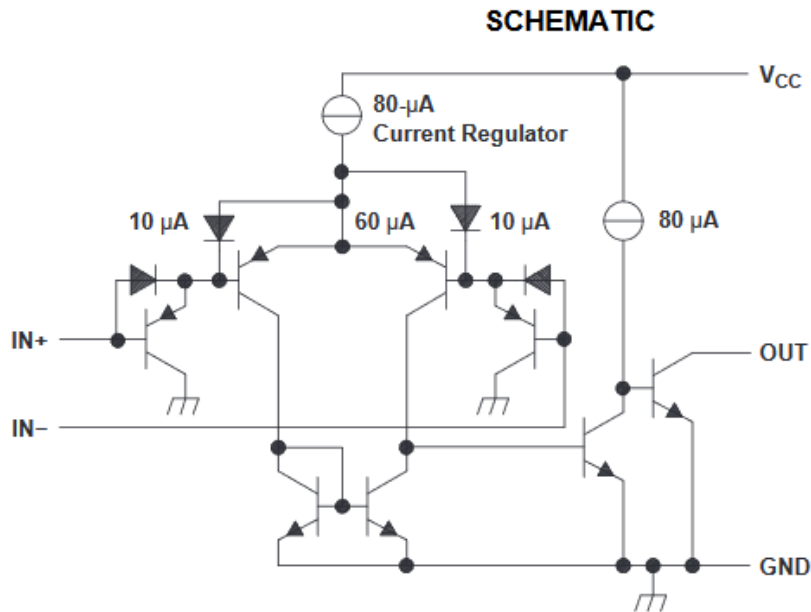 SCHEMATIC
VCC
80-µA
Current Regulator
10 µA
60 µA
10 µA
80 µA
IN+
OUT
IN−
GND